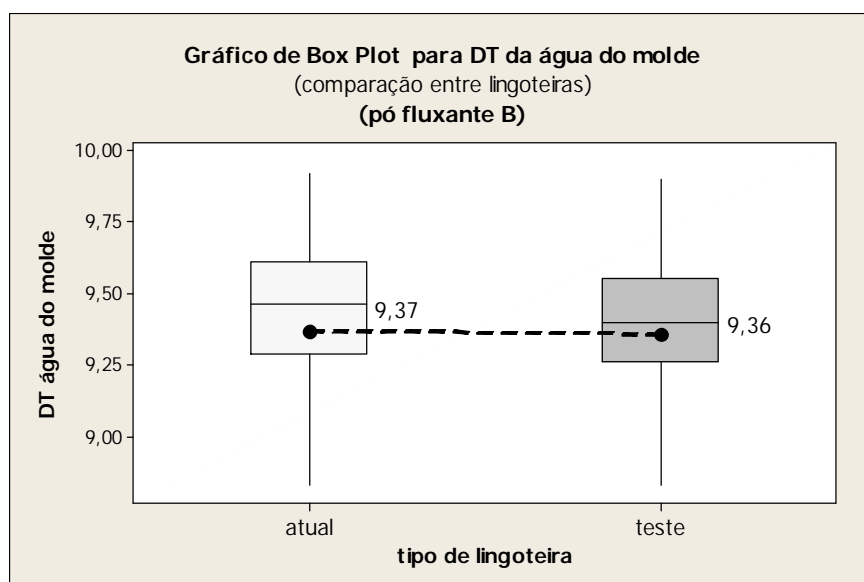 Gráfico de Box Plot para DT da água do molde
(comparação entre lingoteiras)
(pó fluxante B)
10,00
9,75
9,50
9,25
9,00
DT água do molde
9,37
9,36
atual
teste
tipo de lingoteira